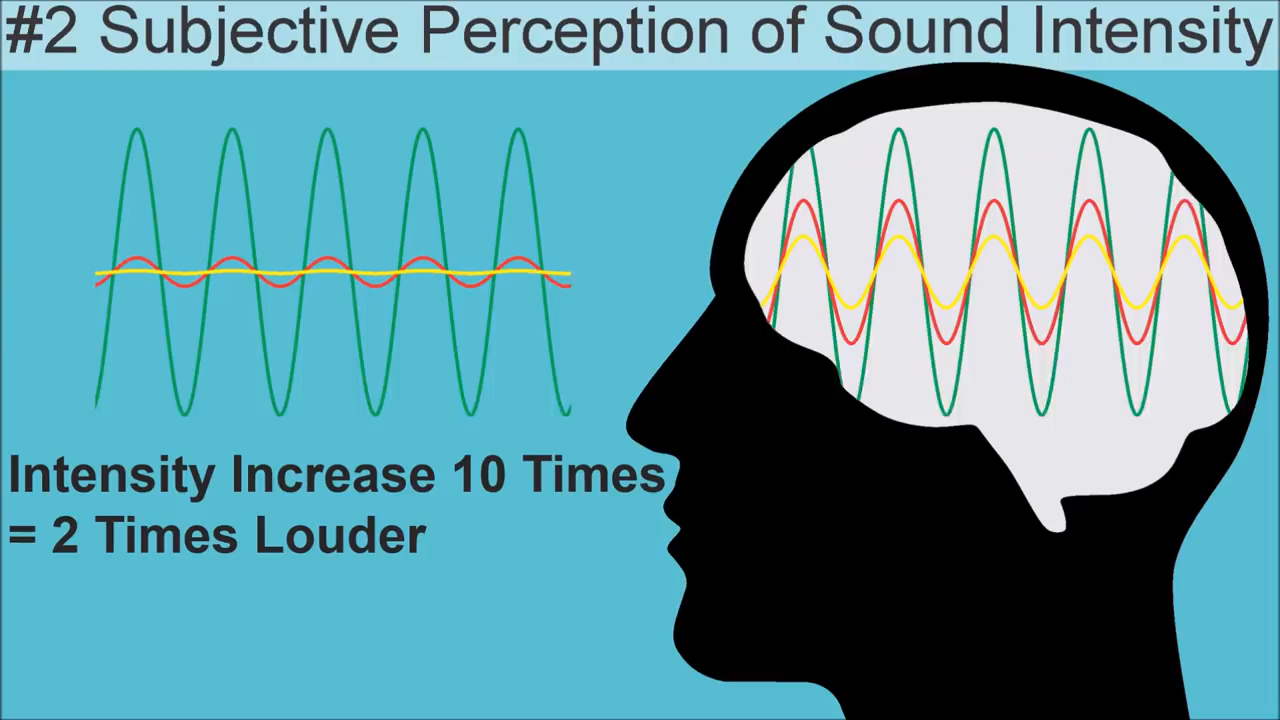 #2 Subjective Perception of Sound Intensity
Intensity Increase 10 Times
= 2 Times Louder